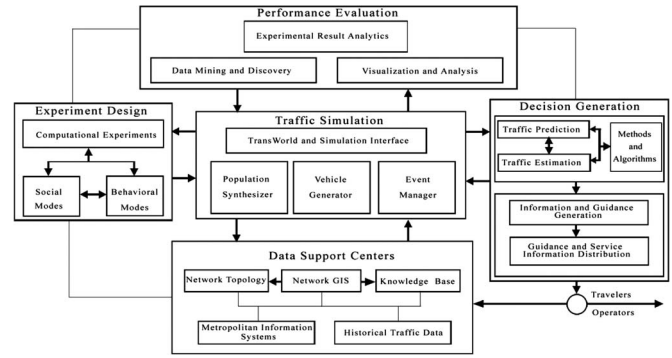 Performance Evaluation
Experimental Result Analytics
Data Mining and Discovery
Visualization and Analysis
Experiment Design
Computational Experiments
Social
Modes
Behavioral
Modes
Traffic Simulation
TransWorld and Simulation Interface
Population
Synthesizer
Vehicle
Generator
Event
Manager
Decision Generation
Traffic Prediction
Traffic Estimation
Methods
and
Algorithms
Information and Guidance
Generation
Guidance and Service
Information Distribution
Data Support Centers
Network Topology
Network GIS
Knowledge Base
Metropolitan Information
Systems
Historical Traffic Data
Travelers
Operators